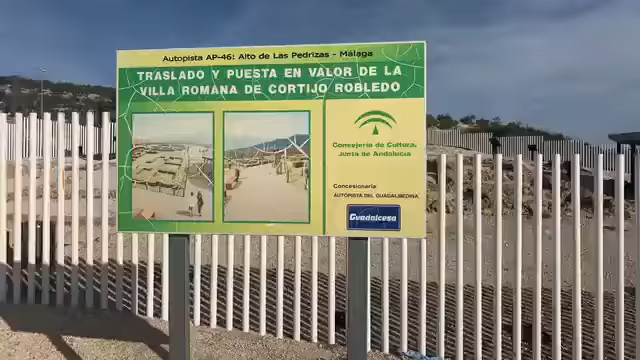 Autopista AP-46: Alto de Las Pedrizas - Málaga
TRASLADO Y PUESTA EN VALOR DE LA
VILLA ROMANA DE CORTIJO ROBLEDO
Consejería de Cultura,
Junta de Andalucía
Concesionaria:
AUTOPISTA DEL GUADALMEDINA
Guadalcesa